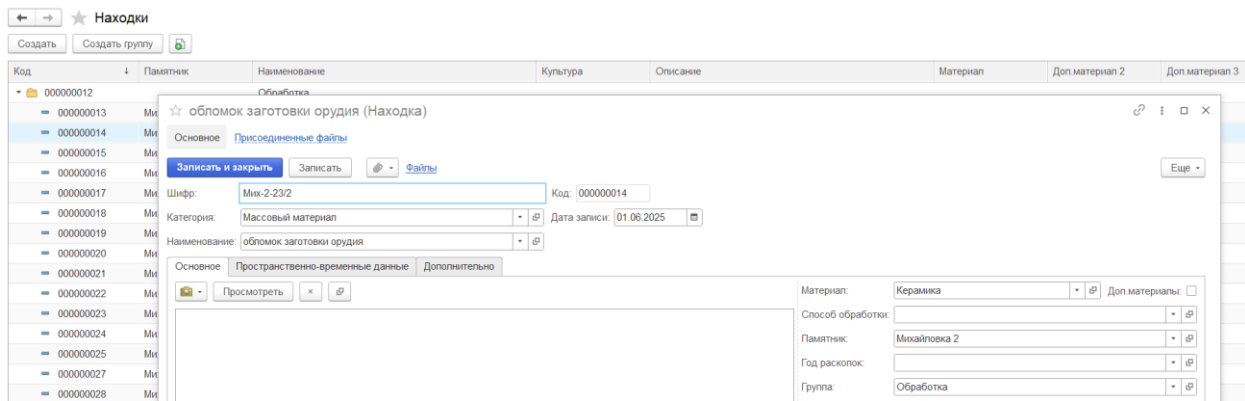 Находки
Создать Создать группу
Код ↓ Памятник Наименование Культура Описание Материал Доп.материал 2 Доп.материал 3
000000012 Обработка
000000013
000000014
000000015
000000016
000000017
000000018
000000019
000000020
000000021
000000022
000000023
000000024
000000025
000000027
000000028
обломок заготовки орудия (Находка)
Основное Присоединенные файлы
Записать и закрыть Записать Файлы Еще
Шифр: Мих-2-23/2 Код: 000000014
Категория: Массовый материал Дата записи: 01.06.2025
Наименование: обломок заготовки орудия
Основное Пространственно-временные данные Дополнительно
Просмотреть
Материал: Керамика Доп.материалы:
Способ обработки:
Памятник: Михайловка 2
Год раскопок:
Группа: Обработка